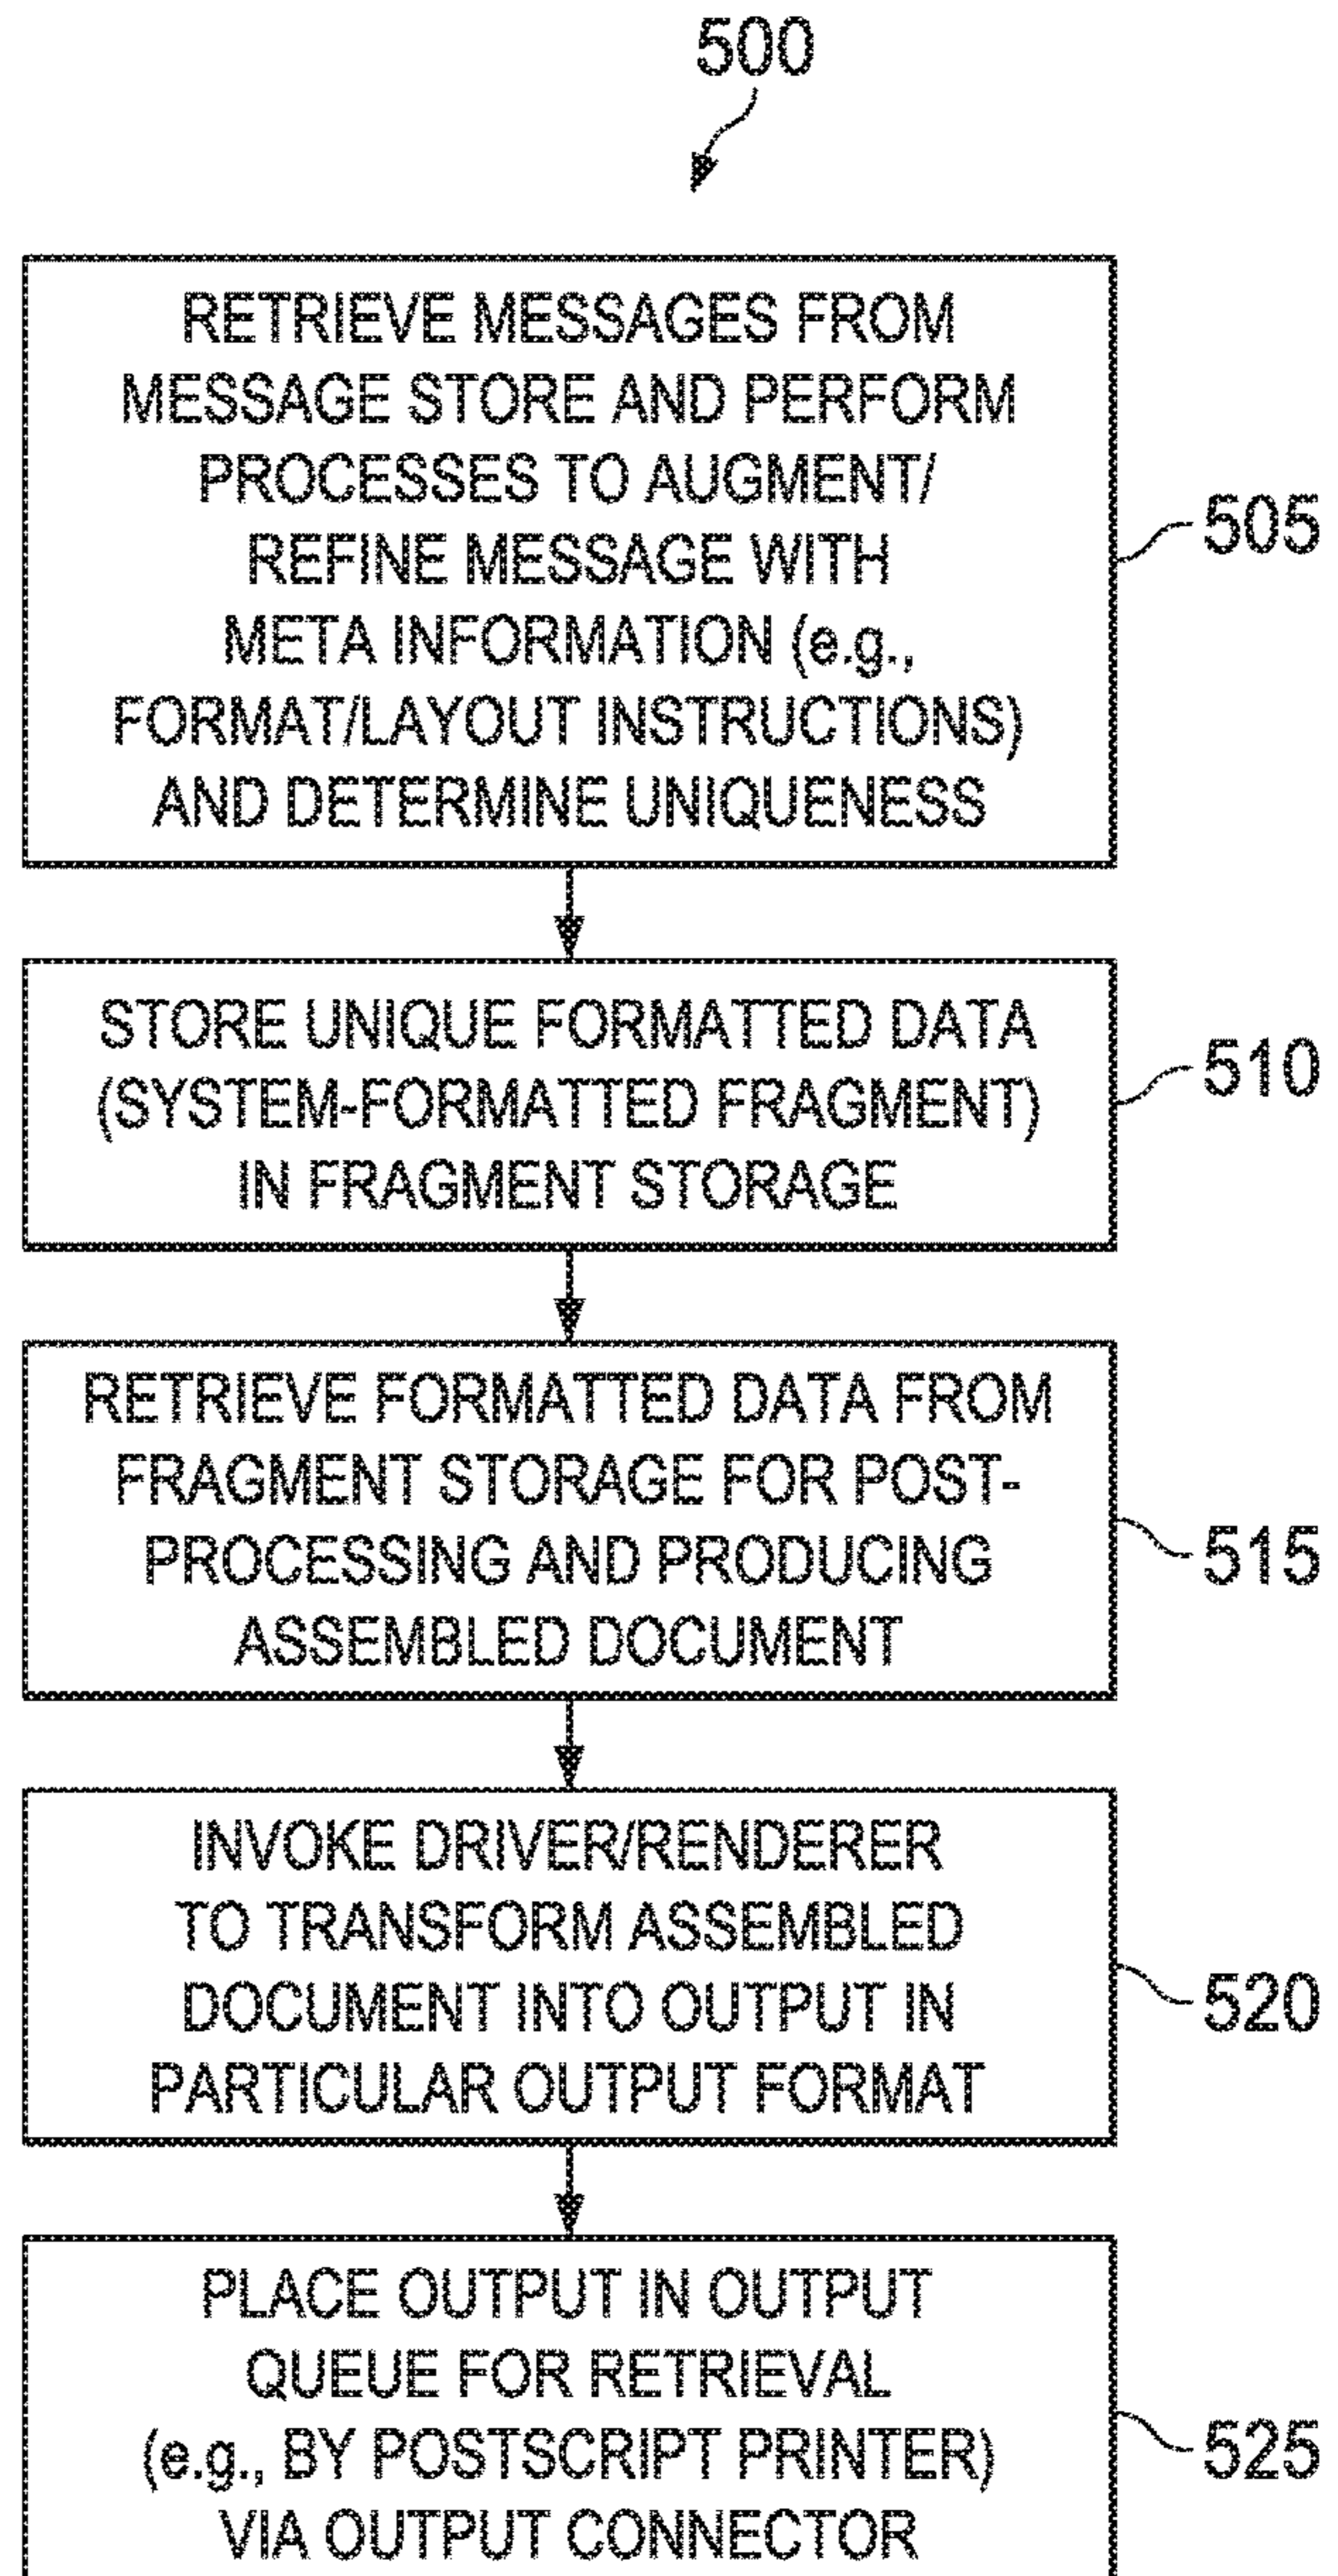 500
RETRIEVE MESSAGES FROM
MESSAGE STORE AND PERFORM
PROCESSES TO AUGMENT/
REFINE MESSAGE WITH
META INFORMATION (e.g.,
FORMAT/LAYOUT INSTRUCTIONS)
AND DETERMINE UNIQUENESS
505
STORE UNIQUE FORMATTED DATA
(SYSTEM-FORMATTED FRAGMENT)
IN FRAGMENT STORAGE
510
RETRIEVE FORMATTED DATA FROM
FRAGMENT STORAGE FOR POST-
PROCESSING AND PRODUCING
ASSEMBLED DOCUMENT
515
INVOKE DRIVER/RENDERER
TO TRANSFORM ASSEMBLED
DOCUMENT INTO OUTPUT IN
PARTICULAR OUTPUT FORMAT
520
PLACE OUTPUT IN OUTPUT
QUEUE FOR RETRIEVAL
(e.g., BY POSTSCRIPT PRINTER)
VIA OUTPUT CONNECTOR
525